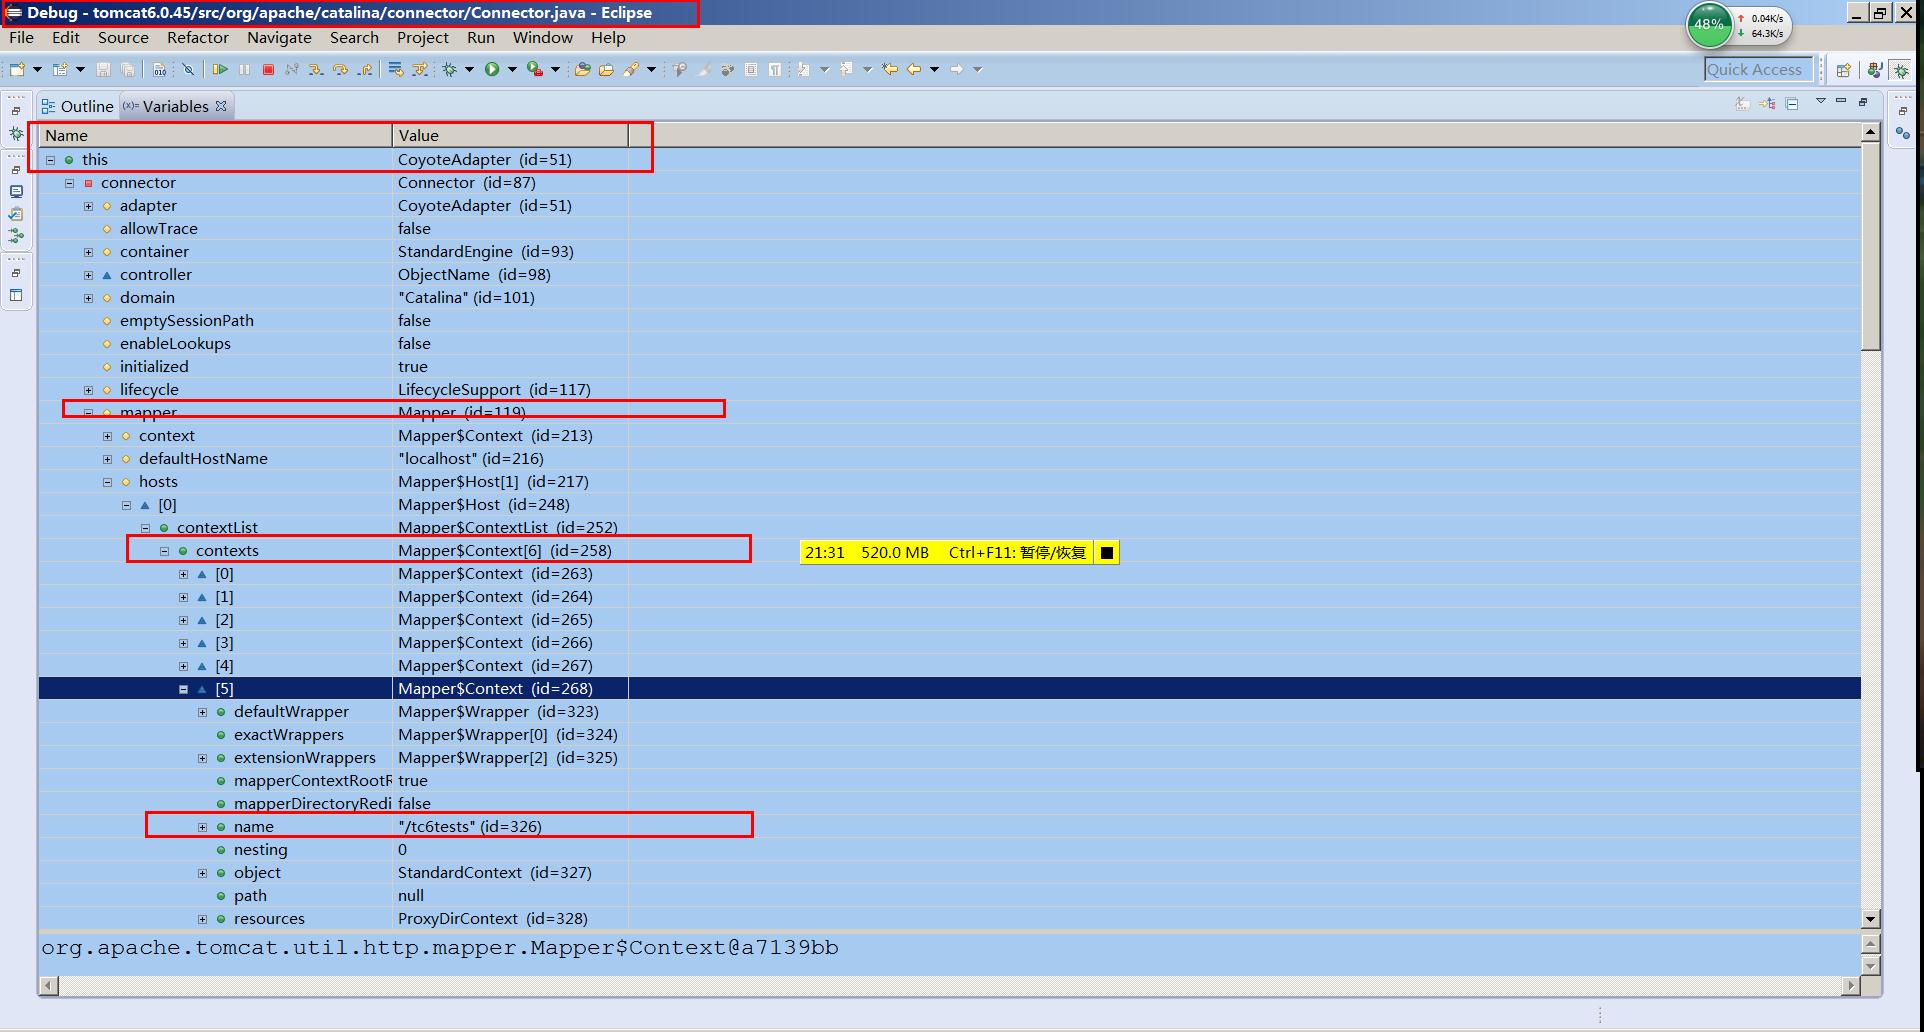 Debug - tomcat6.0.45/src/org/apache/catalina/connector/Connector.java - Eclipse
48% 0.04K/s
64.3K/s
File Edit Source Refactor Navigate Search Project Run Window Help
Quick Access
Outline (x)= Variables
Name Value
this CoyoteAdapter (id=51)
connector Connector (id=87)
adapter CoyoteAdapter (id=51)
allowTrace false
container StandardEngine (id=93)
controller ObjectName (id=98)
domain "Catalina" (id=101)
emptySessionPath false
enableLookups false
initialized true
lifecycle LifecycleSupport (id=117)
mapper Mapper (id=119)
context Mapper$Context (id=213)
defaultHostName "localhost" (id=216)
hosts Mapper$Host[1] (id=217)
[0] Mapper$Host (id=248)
contextList Mapper$ContextList (id=252)
contexts Mapper$Context[6] (id=258)
21:31 520.0 MB Ctrl+F11: 暂停/恢复
[0] Mapper$Context (id=263)
[1] Mapper$Context (id=264)
[2] Mapper$Context (id=265)
[3] Mapper$Context (id=266)
[4] Mapper$Context (id=267)
[5] Mapper$Context (id=268)
defaultWrapper Mapper$Wrapper (id=323)
exactWrappers Mapper$Wrapper[0] (id=324)
extensionWrappers Mapper$Wrapper[2] (id=325)
mapperContextRootR true
mapperDirectoryRedi false
name "/tc6tests" (id=326)
nesting 0
object StandardContext (id=327)
path null
resources ProxyDirContext (id=328)
org.apache.tomcat.util.http.mapper.Mapper$Context@a7139bb